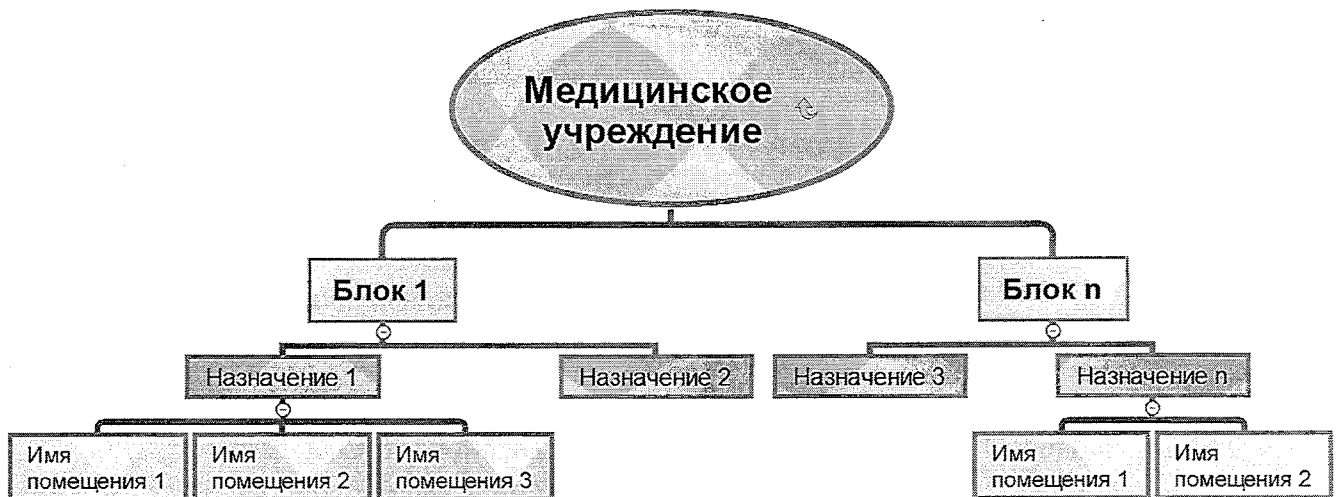 Медицинское
учреждение
Блок 1
Блок n
Назначение 1
Назначение 2
Назначение 3
Назначение n
Имя
помещения 1
Имя
помещения 2
Имя
помещения 3
Имя
помещения 1
Имя
помещения 2